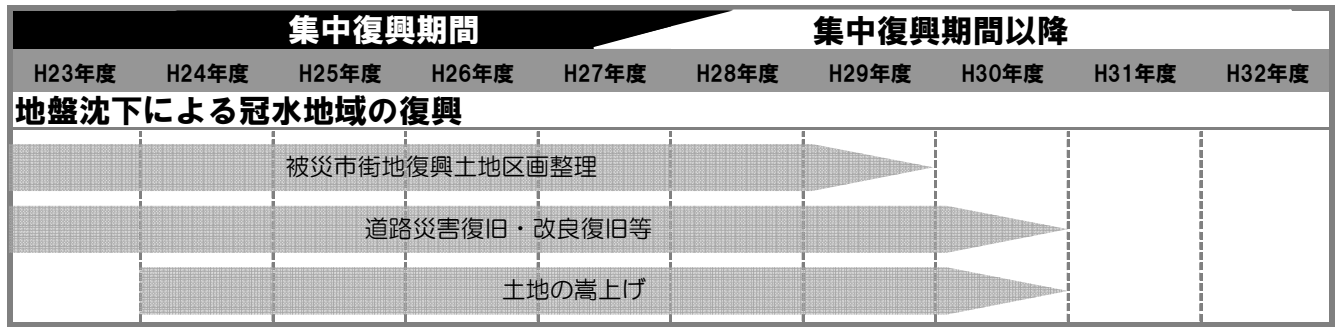 集中復興期間 集中復興期間以降
H23年度 H24年度 H25年度 H26年度 H27年度 H28年度 H29年度 H30年度 H31年度 H32年度
地盤沈下による冠水地域の復興
被災市街地復興土地区画整理
道路災害復旧・改良復旧等
土地の嵩上げ